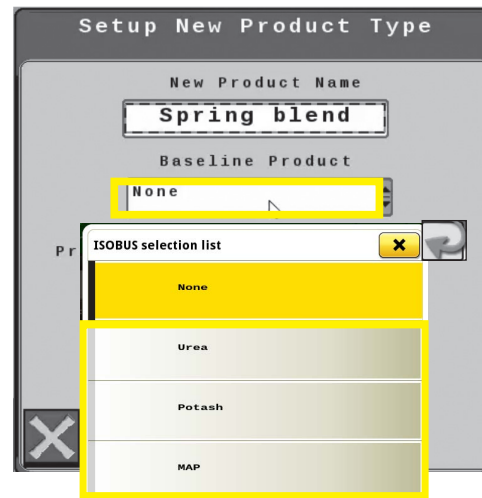 Setup New Product Type
New Product Name
Spring blend
Baseline Product
None
Pr
ISOBUS selection list
None
Urea
Potash
MAP